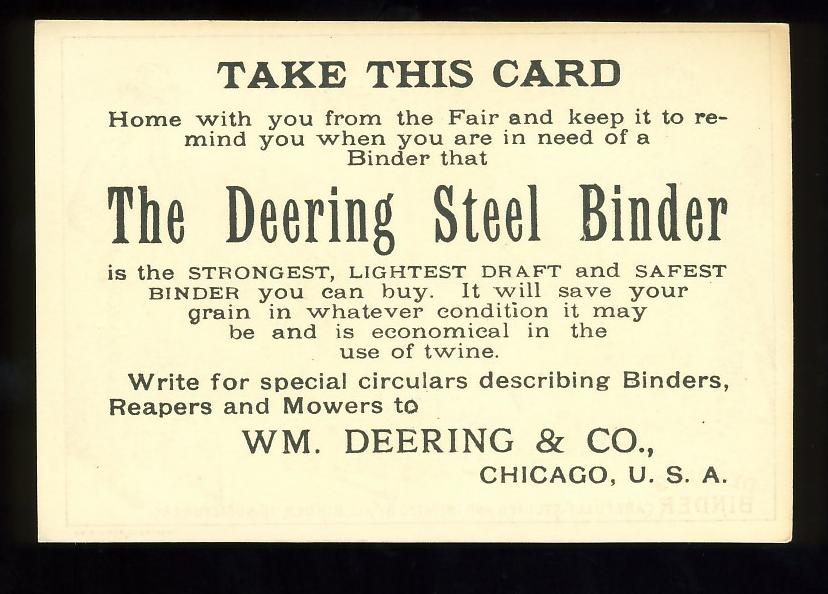 TAKE THIS CARD
Home with you from the Fair and keep it to re-
mind you when you are in need of a
Binder that
The Deering Steel Binder
is the STRONGEST, LIGHTEST DRAFT and SAFEST
BINDER you can buy. It will save your
grain in whatever condition it may
be and is economical in the
use of twine.
Write for special circulars describing Binders,
Reapers and Mowers to
WM. DEERING & CO.,
CHICAGO, U. S. A.
BINDER